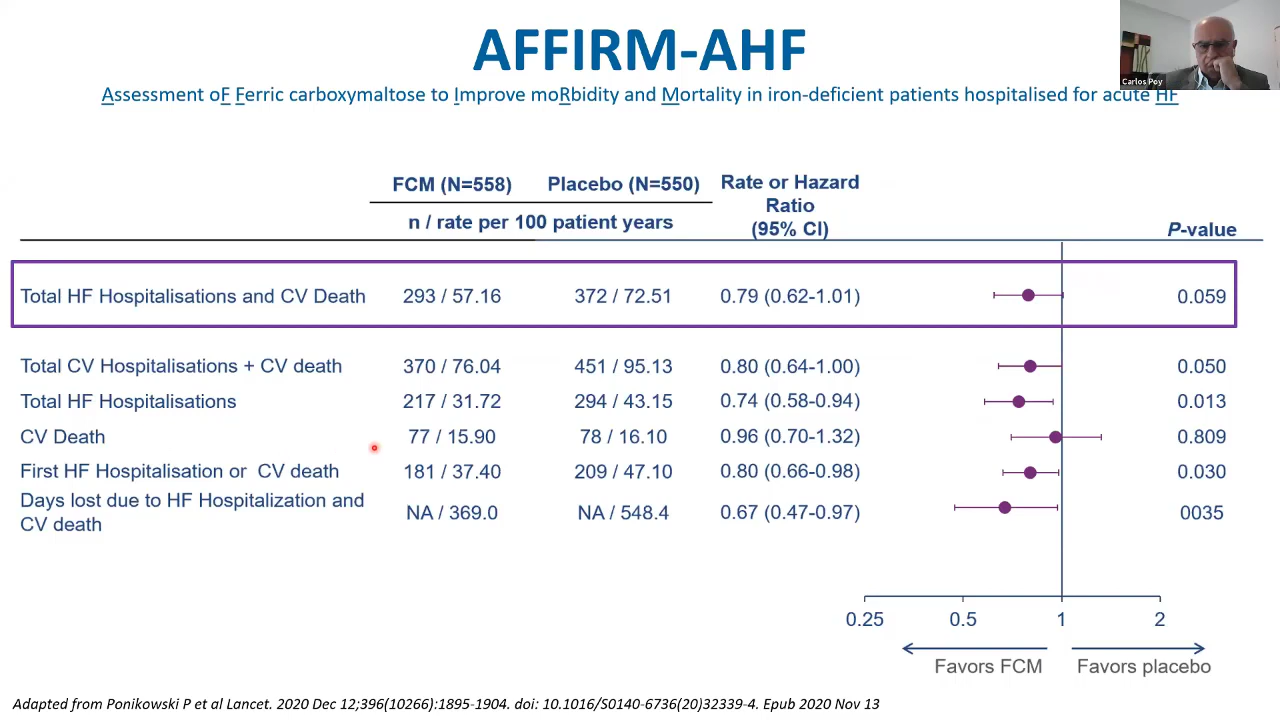 AFFIRM-AHF
Assessment oF Ferric carboxymaltose to Improve moRbidity and Mortality in iron-deficient patients hospitalised for acute HF
Carlos Poy
FCM (N=558) Placebo (N=550) Rate or Hazard
Ratio
(95% CI)
n / rate per 100 patient years
P-value
Total HF Hospitalisations and CV Death 293 / 57.16 372 / 72.51 0.79 (0.62-1.01) 0.059
Total CV Hospitalisations + CV death 370 / 76.04 451 / 95.13 0.80 (0.64-1.00) 0.050
Total HF Hospitalisations 217 / 31.72 294 / 43.15 0.74 (0.58-0.94) 0.013
CV Death 77 / 15.90 78 / 16.10 0.96 (0.70-1.32) 0.809
First HF Hospitalisation or CV death 181 / 37.40 209 / 47.10 0.80 (0.66-0.98) 0.030
Days lost due to HF Hospitalization and
CV death NA / 369.0 NA / 548.4 0.67 (0.47-0.97) 0035
0.25 0.5 1 2
Favors FCM Favors placebo
Adapted from Ponikowski P et al Lancet. 2020 Dec 12;396(10266):1895-1904. doi: 10.1016/S0140-6736(20)32339-4. Epub 2020 Nov 13